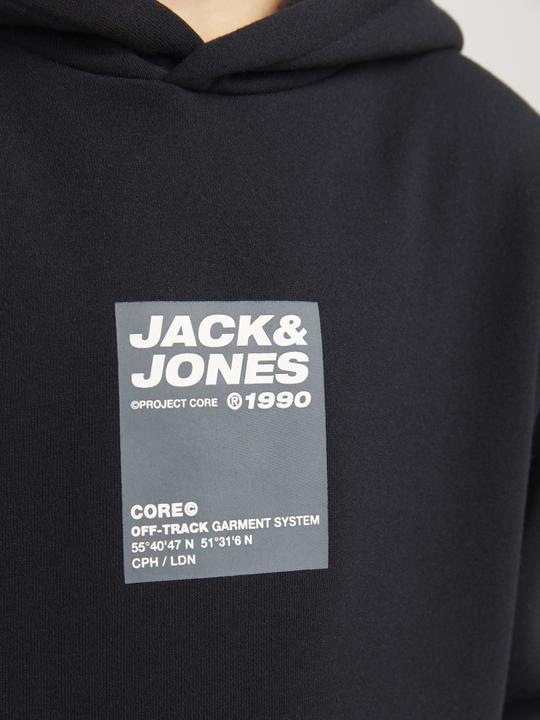 JACK&
JONES
©PROJECT CORE ®1990
CORE©
OFF-TRACK GARMENT SYSTEM
55°40'47 N 51°31'6 N
CPH / LDN